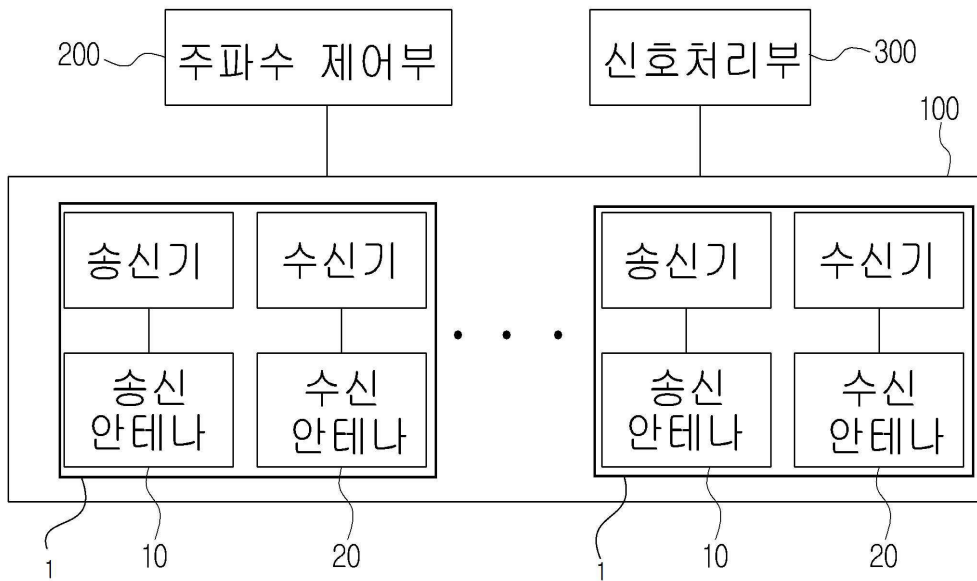 200 주파수 제어부
신호처리부 300
100
송신기 수신기 송신기 수신기
송신 수신 송신 수신
안테나 안테나 안테나 안테나
1 10 20 1 10 20